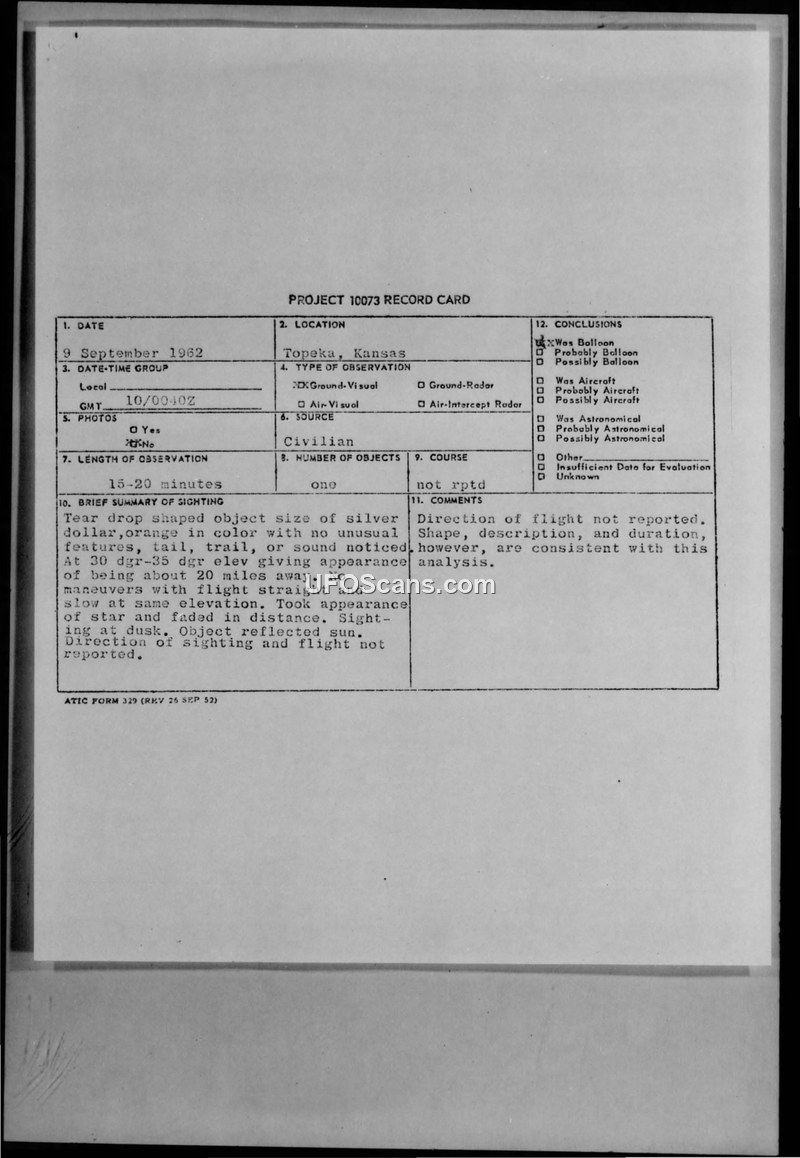 PROJECT 10073 RECORD CARD
1. DATE
9 September 1962
2. LOCATION
Topeka, Kansas
12. CONCLUSIONS
Was Balloon
Probably Balloon
Possibly Balloon
Was Aircraft
Probably Aircraft
Possibly Aircraft
Was Astronomical
Probably Astronomical
Possibly Astronomical
Other
Insufficient Data for Evaluation
Unknown
3. DATE-TIME GROUP
Local
GMT 10/0040Z
4. TYPE OF OBSERVATION
XX Ground-Visual
Ground-Radar
Air-Visual
Air-Intercept Radar
5. PHOTOS
Yes
XX No
6. SOURCE
Civilian
7. LENGTH OF OBSERVATION
15-20 minutes
8. NUMBER OF OBJECTS
one
9. COURSE
not rptd
10. BRIEF SUMMARY OF SIGHTING
Tear drop shaped object size of silver
dollar,orange in color with no unusual
features, tail, trail, or sound noticed.
At 30 dgr-35 dgr elev giving appearance
of being about 20 miles away. No
maneuvers with flight straight and
slow at same elevation. Took appearance
of star and faded in distance. Sight-
ing at dusk. Object reflected sun.
Direction of sighting and flight not
reported.
11. COMMENTS
Direction of flight not reported.
Shape, description, and duration,
however, are consistent with this
analysis.
UFOScans.com
ATIC FORM 329 (REV 26 SEP 52)